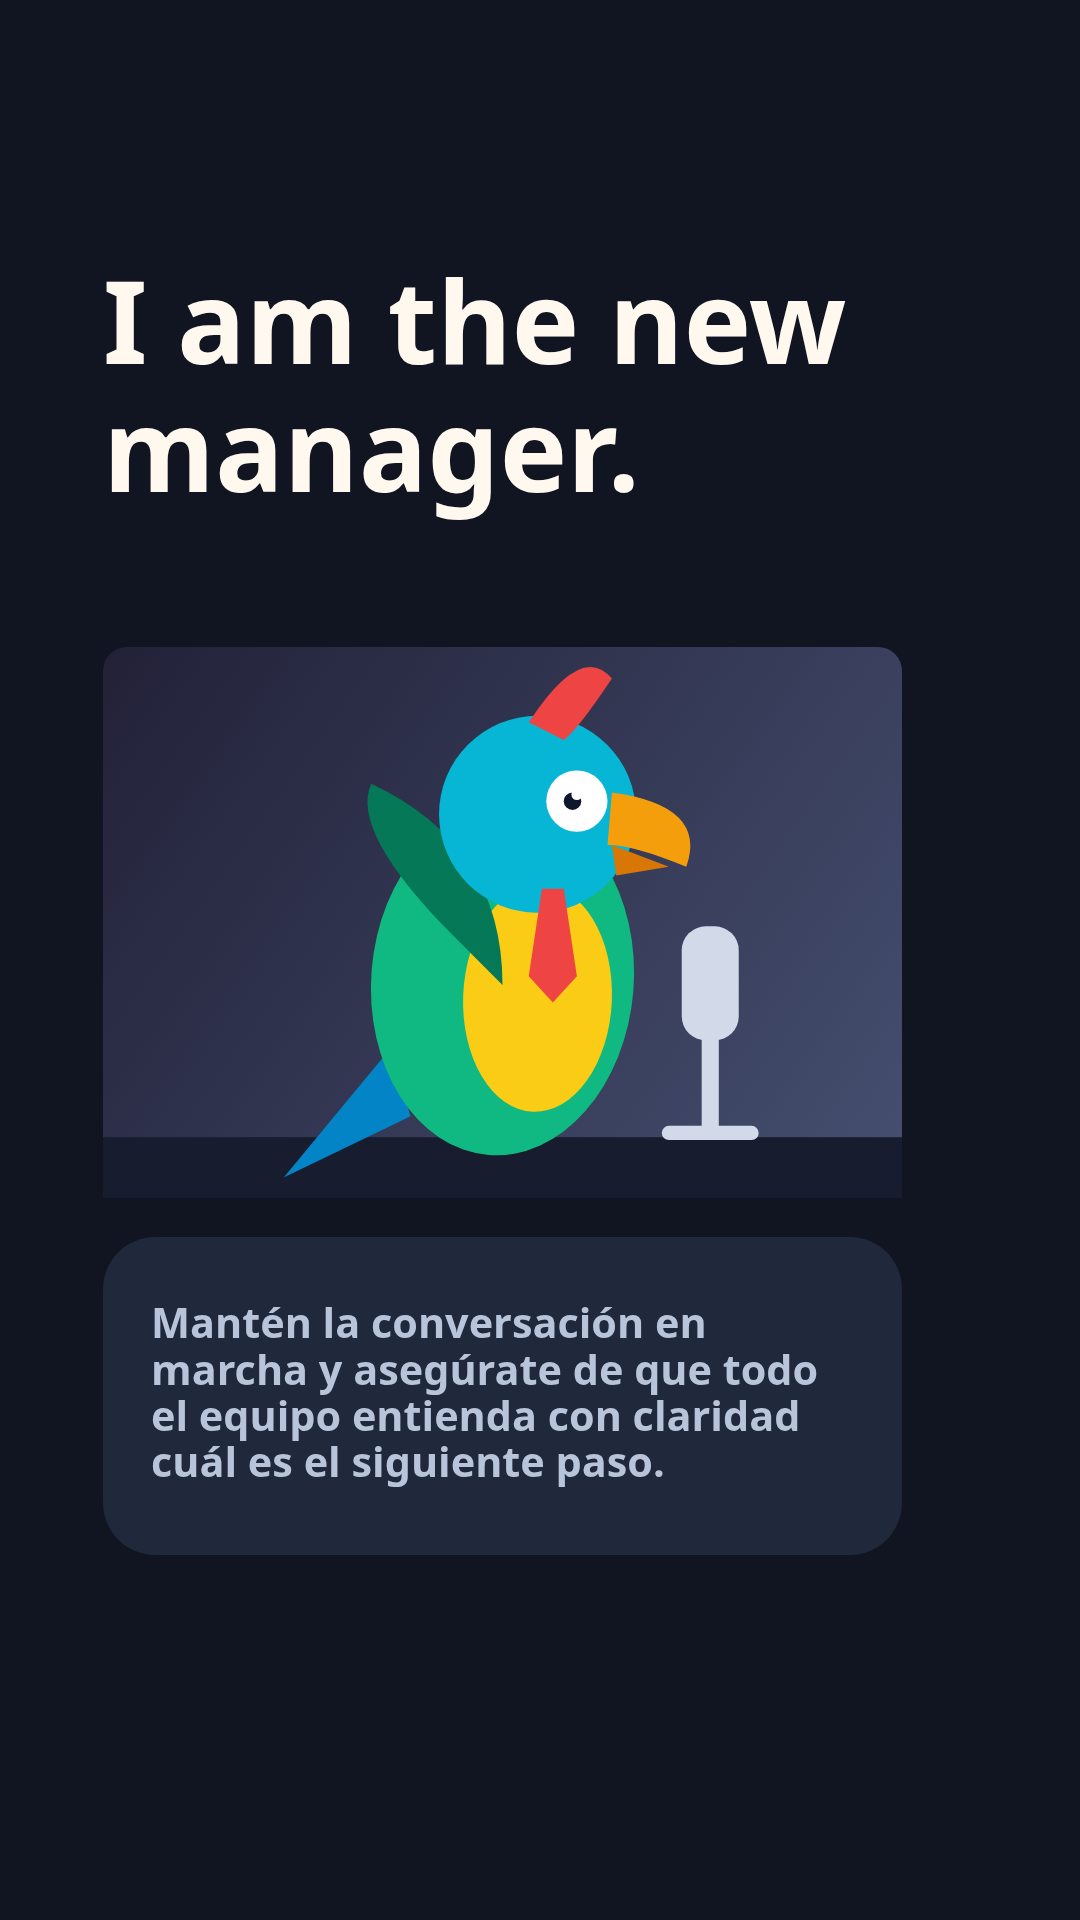 I am the new
manager.
Mantén la conversación en
marcha y asegúrate de que todo
el equipo entienda con claridad
cuál es el siguiente paso.